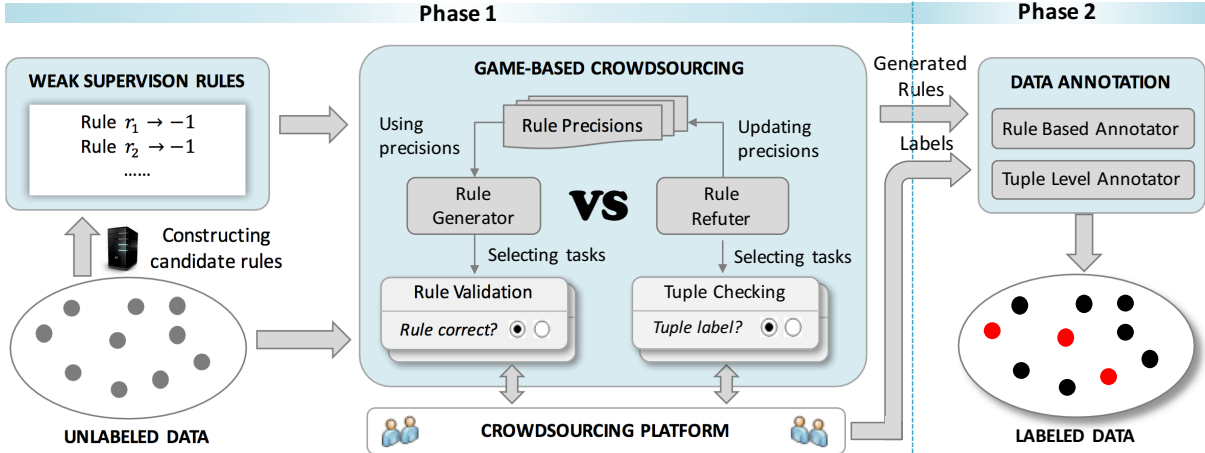 Phase 1
Phase 2
WEAK SUPERVISON RULES
Rule r₁ → −1
Rule r₂ → −1
......
Constructing
candidate rules
UNLABELED DATA
GAME-BASED CROWDSOURCING
Rule Precisions
Using
precisions
Updating
precisions
Rule
Generator
VS
Rule
Refuter
Selecting tasks
Selecting tasks
Rule Validation
Rule correct?
Tuple Checking
Tuple label?
CROWDSOURCING PLATFORM
Generated
Rules
Labels
DATA ANNOTATION
Rule Based Annotator
Tuple Level Annotator
LABELED DATA